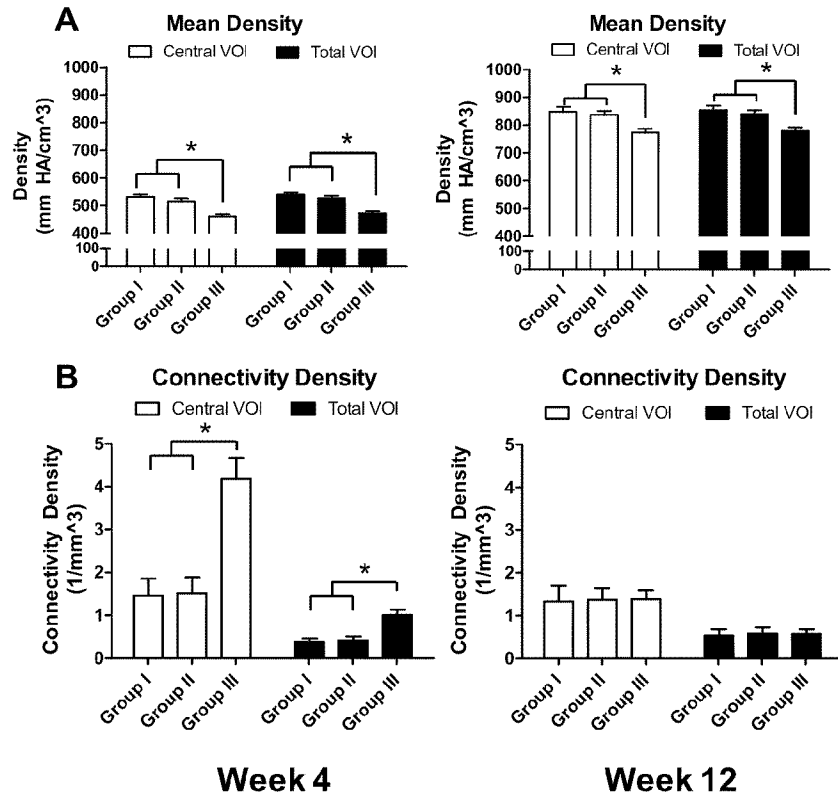 A
Mean Density
Central VOI
Total VOI
Density
(mm HA/cm^3)
1000
900
800
700
600
500
400
100
0
*
*
Group I
Group II
Group III
Group I
Group II
Group III
Mean Density
Central VOI
Total VOI
Density
(mm HA/cm^3)
1000
900
800
700
600
500
400
100
0
*
*
Group I
Group II
Group III
Group I
Group II
Group III
B
Connectivity Density
Central VOI
Total VOI
Connectivity Density
(1/mm^3)
5
4
3
2
1
0
*
*
Group I
Group II
Group III
Group I
Group II
Group III
Week 4
Connectivity Density
Central VOI
Total VOI
Connectivity Density
(1/mm^3)
5
4
3
2
1
0
Group I
Group II
Group III
Group I
Group II
Group III
Week 12